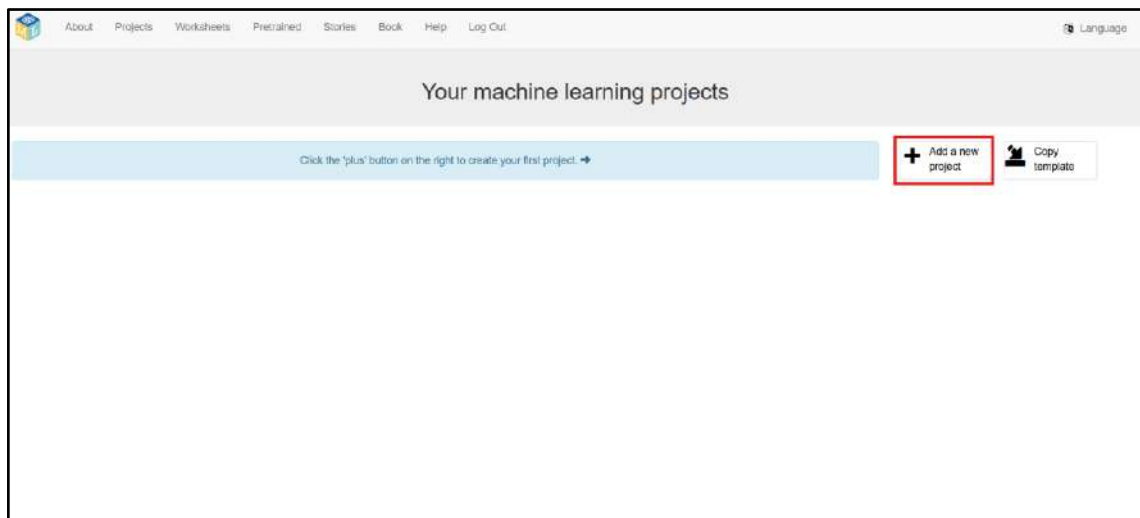 About Projects Worksheets Pretrained Stories Book Help Log Out Language
Your machine learning projects
Click the 'plus' button on the right to create your first project.
Add a new
project
Copy
template